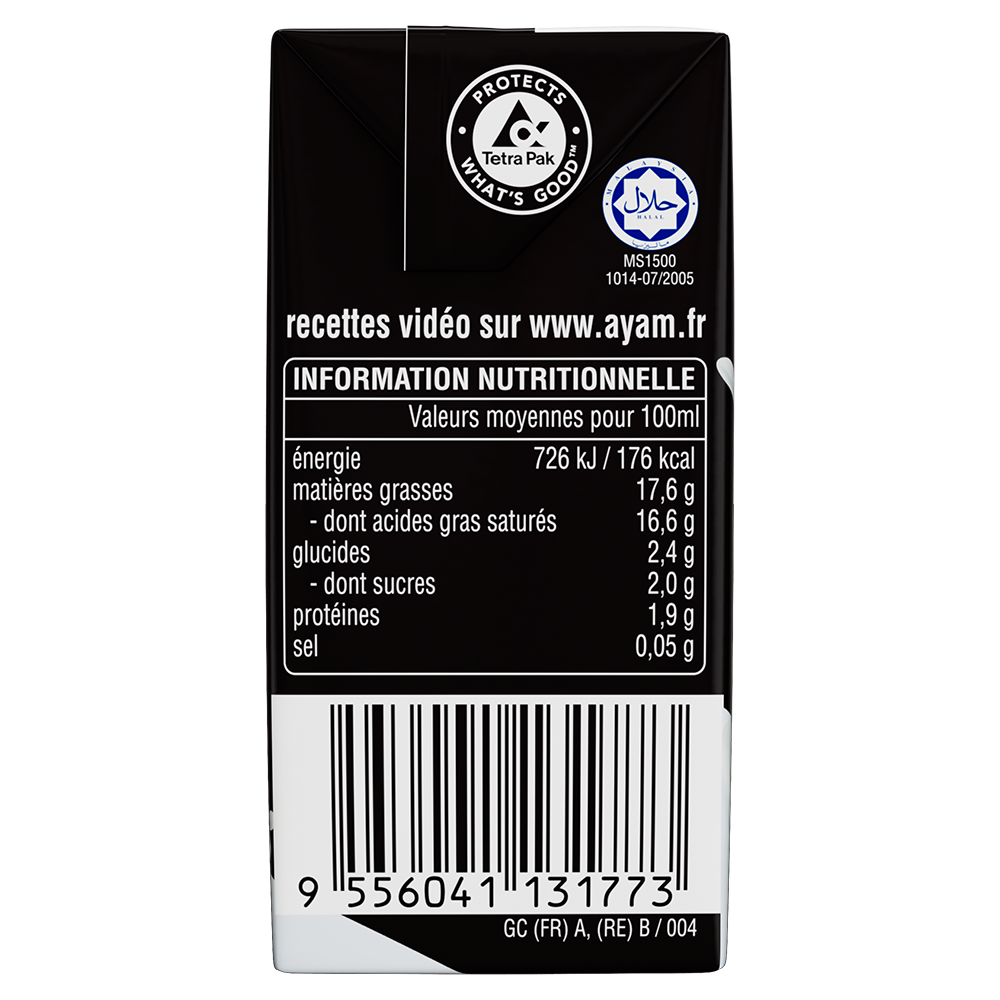 PROTECTS
Tetra Pak
WHAT'S GOOD™
MALAYSIA
حلال
HALAL
ماليزيا
MS1500
1014-07/2005
recettes vidéo sur www.ayam.fr
INFORMATION NUTRITIONNELLE
Valeurs moyennes pour 100ml
énergie 726 kJ / 176 kcal
matières grasses 17,6 g
- dont acides gras saturés 16,6 g
glucides 2,4 g
- dont sucres 2,0 g
protéines 1,9 g
sel 0,05 g
9 556041 131773
GC (FR) A, (RE) B / 004